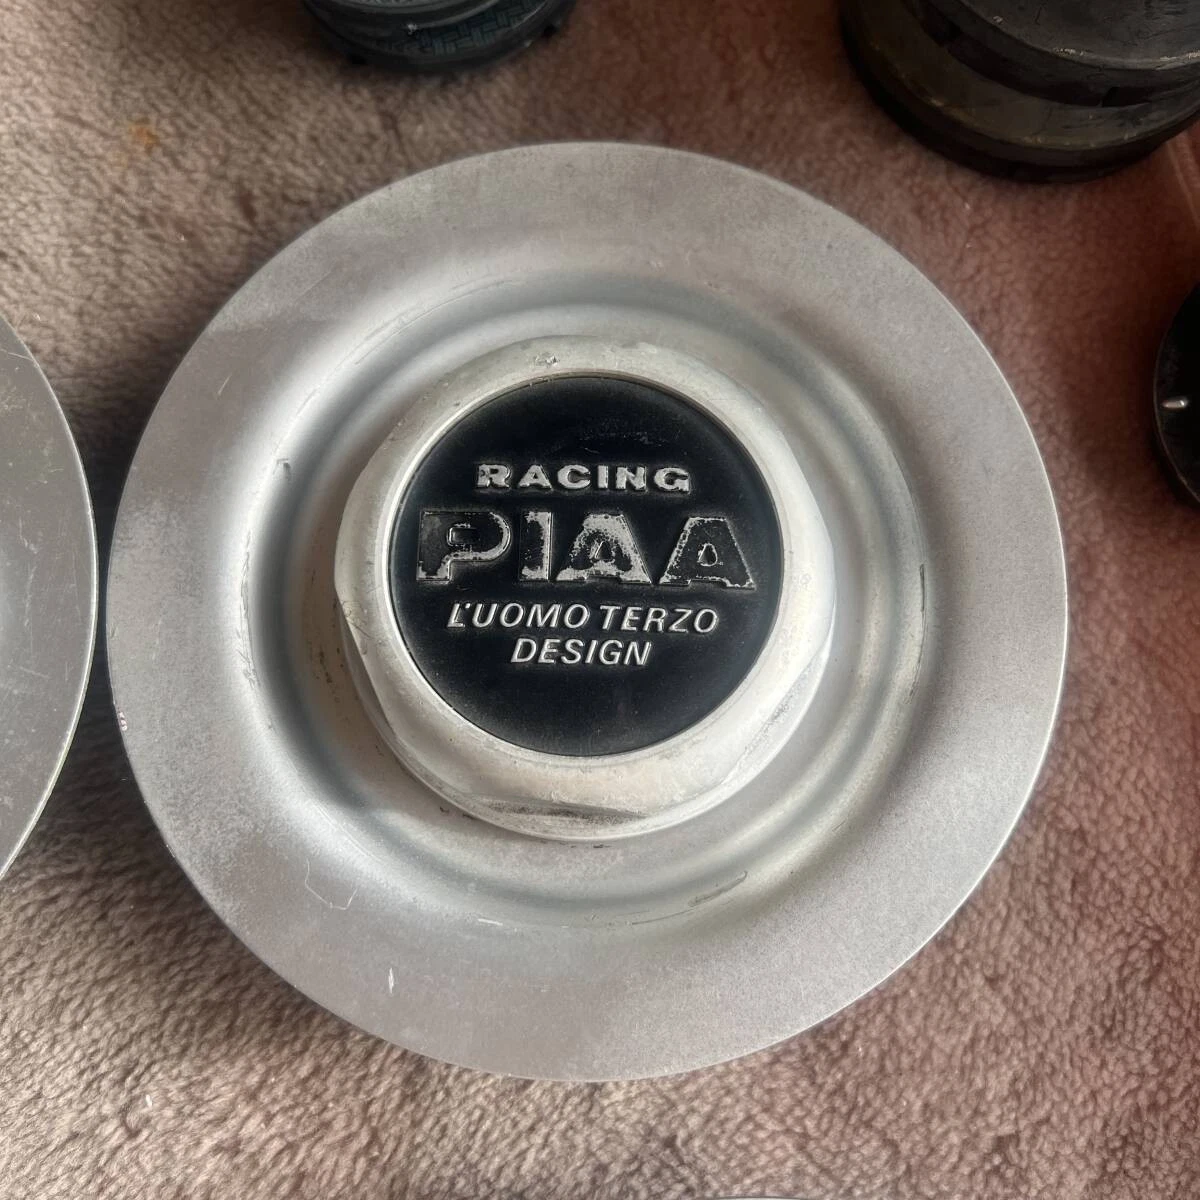 RACING
PIAA
L'UOMO TERZO
DESIGN